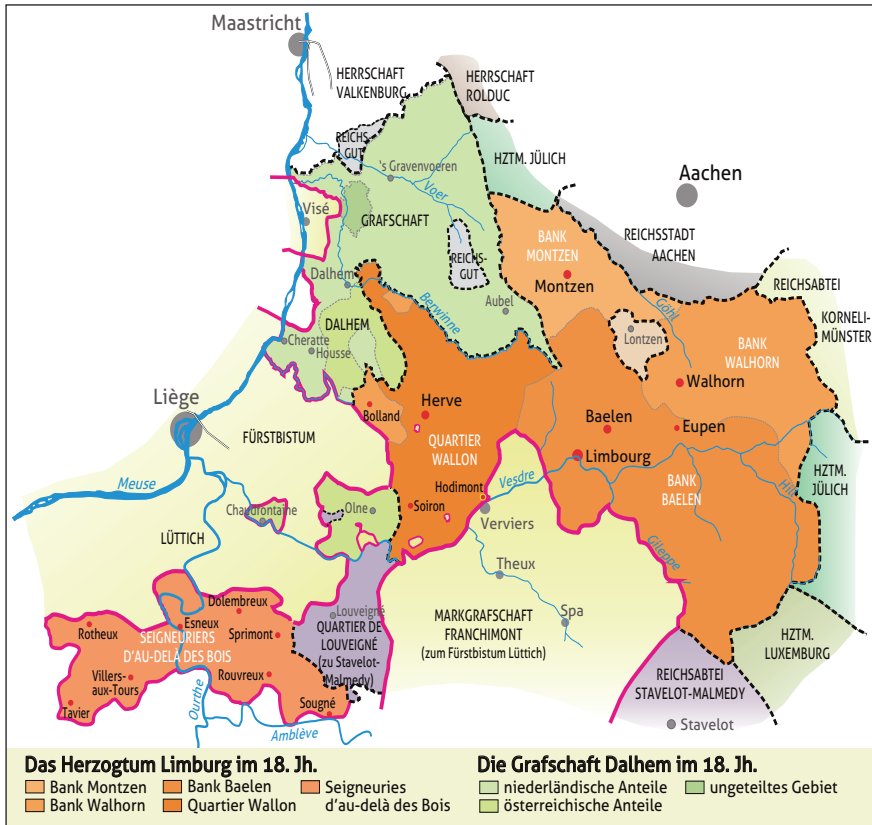 Maastricht
HERRSCHAFT
VALKENBURG
HERRSCHAFT
ROLDUC
REICHS-
GUT
's Gravenvoeren
HZTM. JÜLICH
Aachen
Voer
Visé
GRAFSCHAFT
BANK
MONTZEN
REICHSSTADT
AACHEN
REICHS-
GUT
Montzen
REICHSABTEI
KORNELI-
MÜNSTER
Dalhem
Berwinne
Aubel
Göhl
DALHEM
Lontzen
BANK
WALHORN
Cheratte
Housse
Walhorn
Liège
Bolland
Herve
Baelen
Eupen
FÜRSTBISTUM
QUARTIER
WALLON
Limbourg
Meuse
Vesdre
BANK
BAELEN
Hill
HZTM.
JÜLICH
Hodimont
Soiron
Olne
Chaudfontaine
Verviers
LÜTTICH
Gileppe
Theux
Dolembreux
Louveigné
Spa
Esneux
Rotheux
SEIGNEURIES
D'AU-DELÀ DES BOIS
Sprimont
QUARTIER DE
LOUVEIGNÉ
(zu Stavelot-
Malmedy)
MARKGRAFSCHAFT
FRANCHIMONT
(zum Fürstbistum Lüttich)
HZTM.
LUXEMBURG
Villers-
aux-Tours
Rouvreux
REICHSABTEI
STAVELOT-MALMEDY
Tavier
Ourthe
Sougné
Amblève
Stavelot
Das Herzogtum Limburg im 18. Jh.
Bank Montzen
Bank Walhorn
Bank Baelen
Quartier Wallon
Seigneuries
d'au-delà des Bois
Die Grafschaft Dalhem im 18. Jh.
niederländische Anteile
österreichische Anteile
ungeteiltes Gebiet